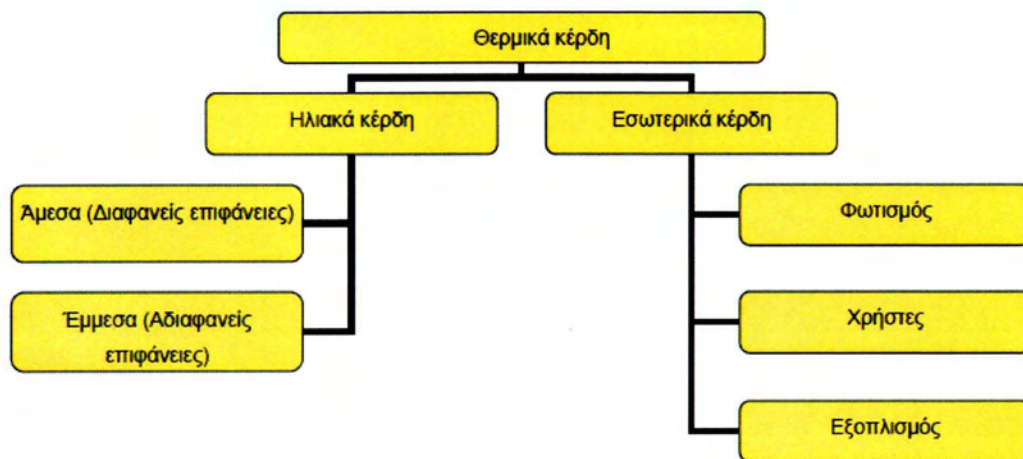 Θερμικά κέρδη
Ηλιακά κέρδη
Εσωτερικά κέρδη
Άμεσα (Διαφανείς επιφάνειες)
Έμμεσα (Αδιαφανείς
επιφάνειες)
Φωτισμός
Χρήστες
Εξοπλισμός